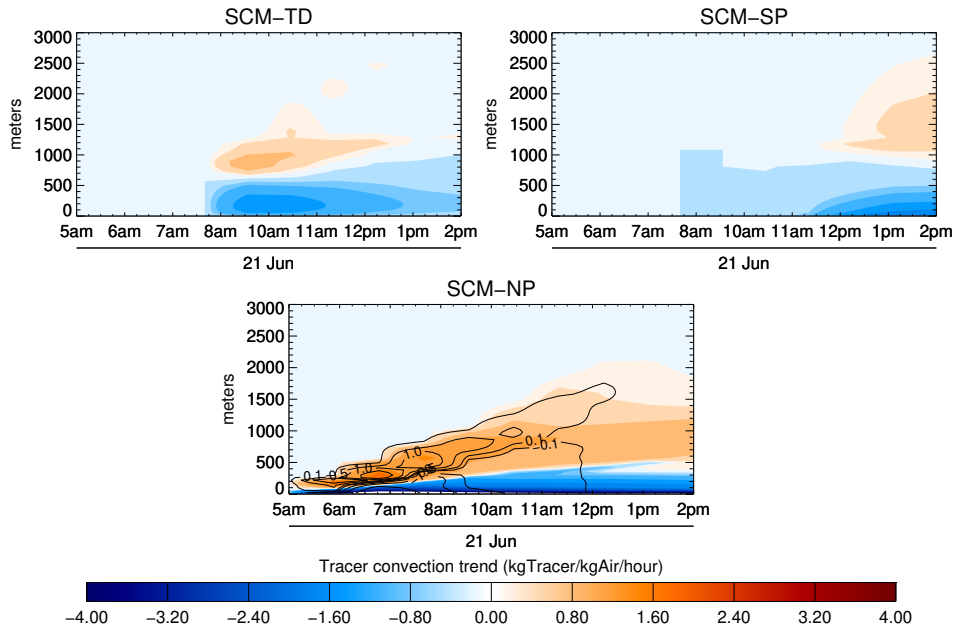 SCM−TD
3000
2500
2000
1500
1000
500
0
meters
5am 6am 7am 8am 10am 11am 12pm 1pm 2pm
21 Jun
SCM−SP
3000
2500
2000
1500
1000
500
0
meters
5am 6am 7am 8am 10am 11am 12pm 1pm 2pm
21 Jun
SCM−NP
3000
2500
2000
1500
1000
500
0
meters
0.1 0.5 1.0
1.0
0.1
−0.1
5am 6am 7am 8am 10am 11am 12pm 1pm 2pm
21 Jun
Tracer convection trend (kgTracer/kgAir/hour)
−4.00 −3.20 −2.40 −1.60 −0.80 0.00 0.80 1.60 2.40 3.20 4.00